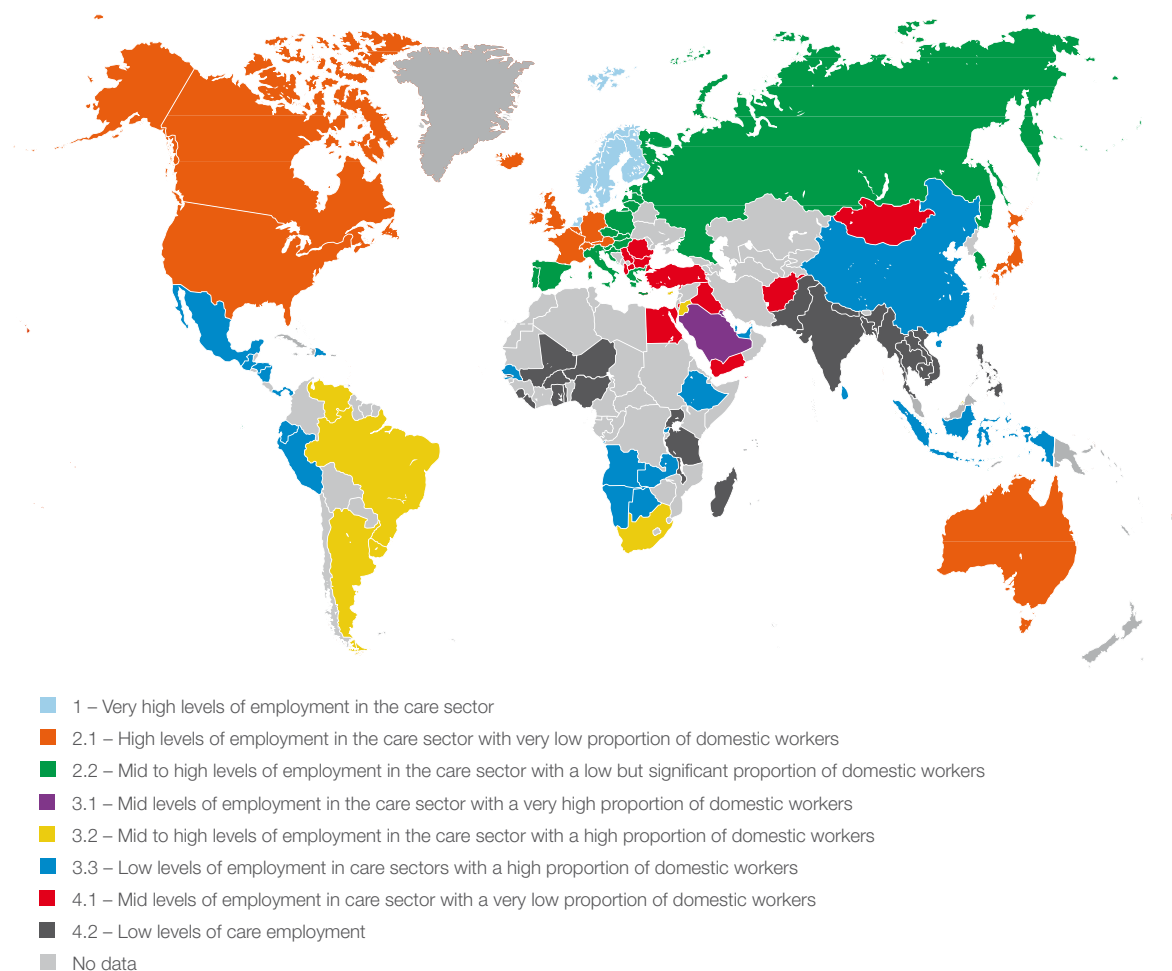 1 – Very high levels of employment in the care sector
2.1 – High levels of employment in the care sector with very low proportion of domestic workers
2.2 – Mid to high levels of employment in the care sector with a low but significant proportion of domestic workers
3.1 – Mid levels of employment in the care sector with a very high proportion of domestic workers
3.2 – Mid to high levels of employment in the care sector with a high proportion of domestic workers
3.3 – Low levels of employment in care sectors with a high proportion of domestic workers
4.1 – Mid levels of employment in care sector with a very low proportion of domestic workers
4.2 – Low levels of care employment
No data